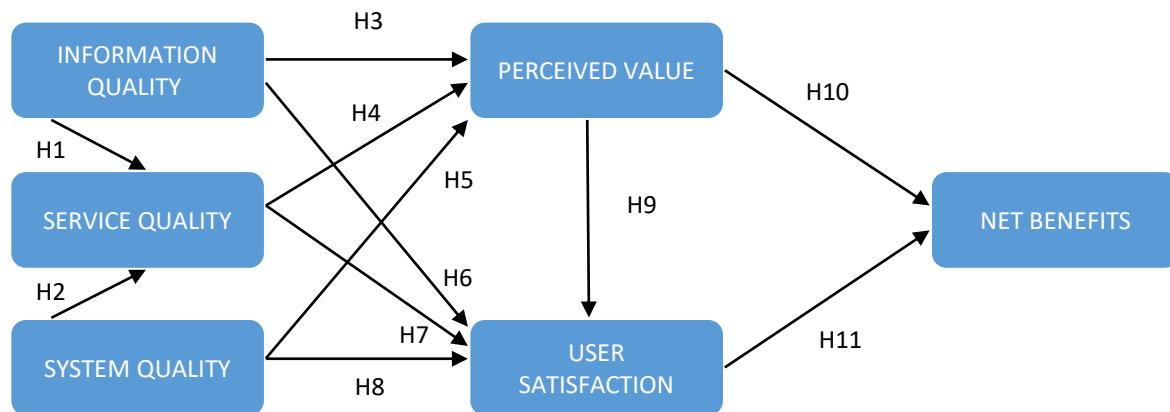 H3
INFORMATION
QUALITY
PERCEIVED VALUE
H10
H4
H1
H5
SERVICE QUALITY
H9
NET BENEFITS
H6
H2
H7
H11
SYSTEM QUALITY
USER
SATISFACTION
H8